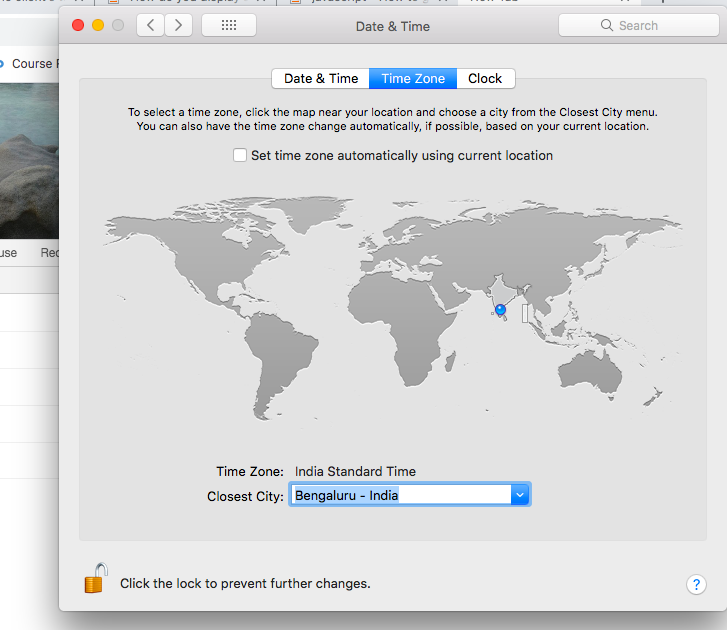 Date & Time
Search
Course
Date & Time
Time Zone
Clock
To select a time zone, click the map near your location and choose a city from the Closest City menu.
You can also have the time zone change automatically, if possible, based on your current location.
Set time zone automatically using current location
Time Zone: India Standard Time
Closest City: Bengaluru - India
Click the lock to prevent further changes.
?